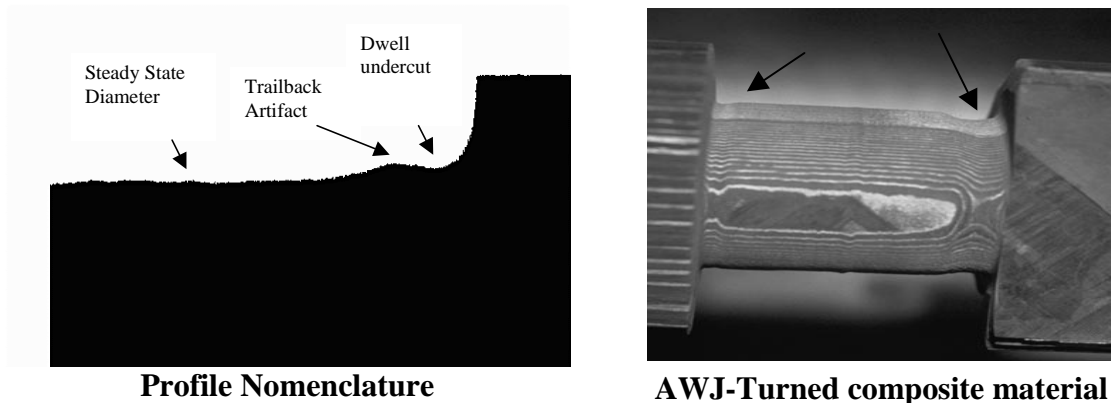 Steady State
Diameter
Trailback
Artifact
Dwell
undercut
Profile Nomenclature
AWJ-Turned composite material